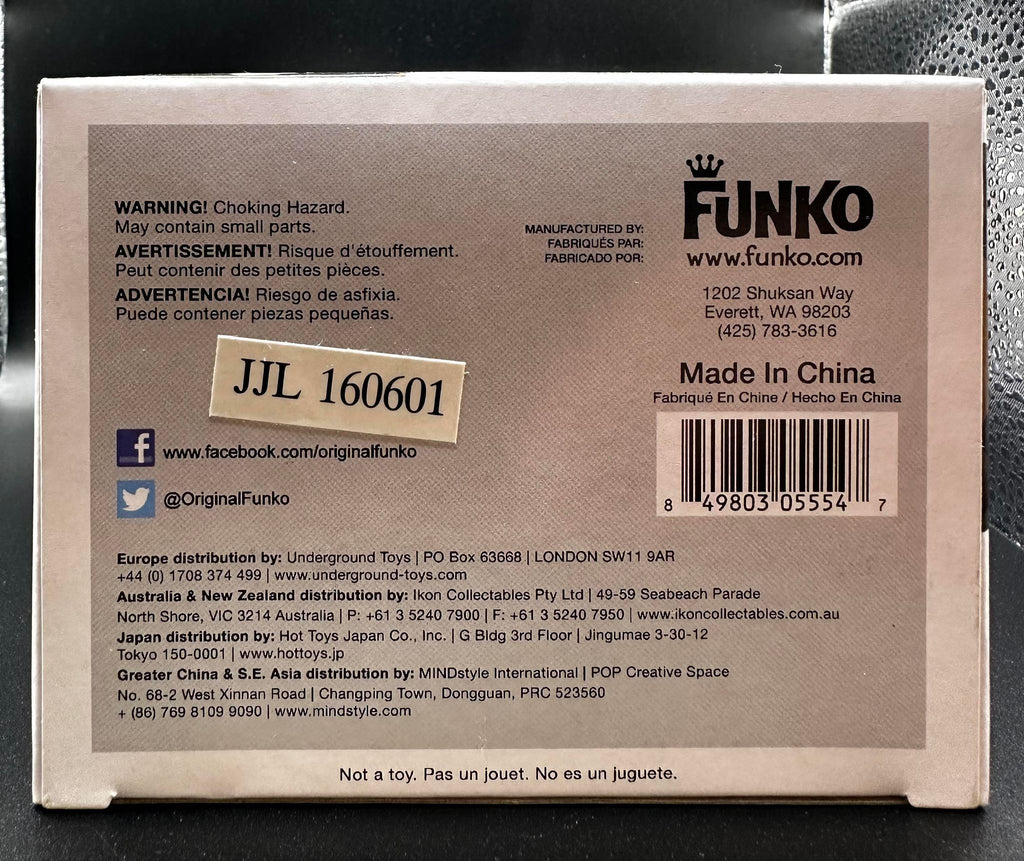 WARNING! Choking Hazard.
May contain small parts.
AVERTISSEMENT! Risque d'étouffement.
Peut contenir des petites pièces.
ADVERTENCIA! Riesgo de asfixia.
Puede contener piezas pequeñas.
MANUFACTURED BY:
FABRIQUÉS PAR:
FABRICADO POR:
FUNKO
www.funko.com
1202 Shuksan Way
Everett, WA 98203
(425) 783-3616
Made In China
Fabriqué En Chine / Hecho En China
8 49803 05554 7
JJL 160601
f www.facebook.com/originalfunko
@OriginalFunko
Europe distribution by: Underground Toys | PO Box 63668 | LONDON SW11 9AR
+44 (0) 1708 374 499 | www.underground-toys.com
Australia & New Zealand distribution by: Ikon Collectables Pty Ltd | 49-59 Seabeach Parade
North Shore, VIC 3214 Australia | P: +61 3 5240 7900 | F: +61 3 5240 7950 | www.ikoncollectables.com.au
Japan distribution by: Hot Toys Japan Co., Inc. | G Bldg 3rd Floor | Jingumae 3-30-12
Tokyo 150-0001 | www.hottoys.jp
Greater China & S.E. Asia distribution by: MINDstyle International | POP Creative Space
No. 68-2 West Xinnan Road | Changping Town, Dongguan, PRC 523560
+ (86) 769 8109 9090 | www.mindstyle.com
Not a toy. Pas un jouet. No es un juguete.